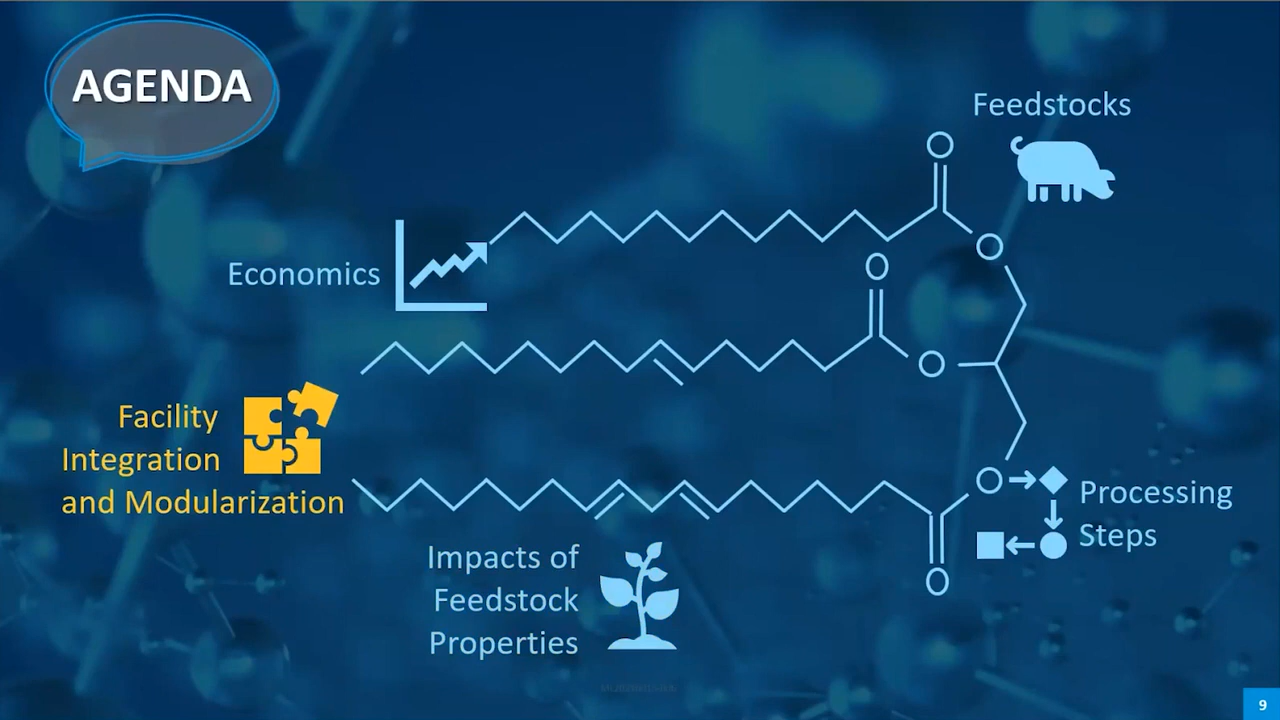 AGENDA
Feedstocks
O
O
Economics
O
O
Facility
Integration
and Modularization
O
Processing
Steps
Impacts of
Feedstock
Properties
O
9